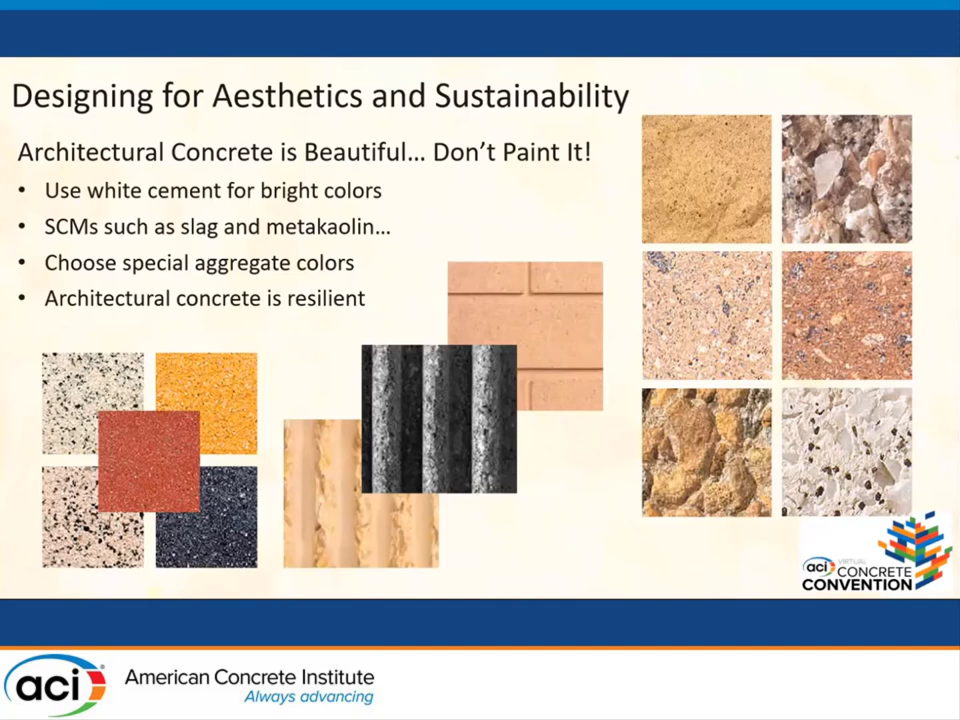 Designing for Aesthetics and Sustainability
Architectural Concrete is Beautiful… Don’t Paint It!
• Use white cement for bright colors
• SCMs such as slag and metakaolin…
• Choose special aggregate colors
• Architectural concrete is resilient
aci VIRTUAL
CONCRETE
CONVENTION
aci® American Concrete Institute
Always advancing